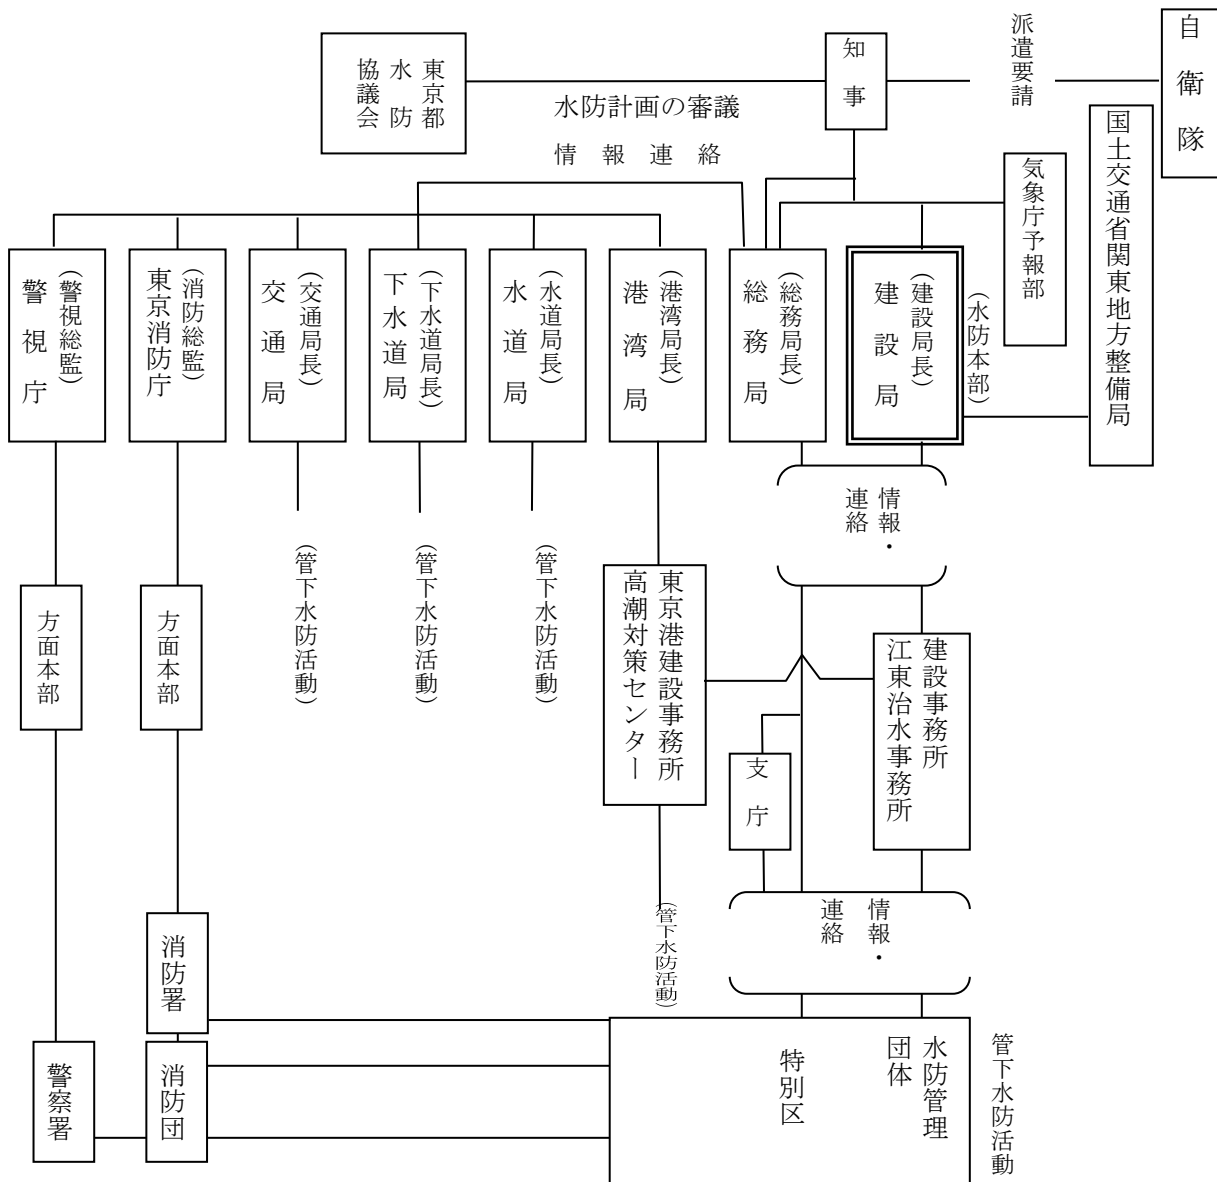 自衛隊
派遣要請
知事
東京都
水防
協議会
水防計画の審議
情報連絡
国土交通省関東地方整備局
気象庁予報部
(水防本部)
(建設局長)
建設局
(総務局長)
総務局
(港湾局長)
港湾局
(水道局長)
水道局
(下水道局長)
下水道局
(交通局長)
交通局
(消防総監)
東京消防庁
(警視総監)
警視庁
情報・
連絡
(管下水防活動)
(管下水防活動)
(管下水防活動)
東京港建設事務所
高潮対策センター
建設事務所
江東治水事務所
方面本部
方面本部
支庁
(管下水防活動)
情報・
連絡
消防署
消防団
警察署
水防管理
団体
特別区
管下水防活動